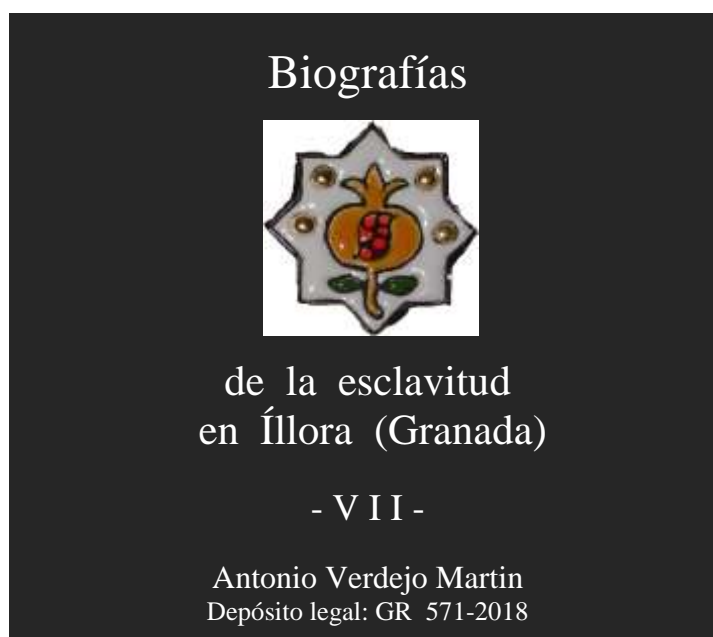 Biografías
de la esclavitud
en Íllora (Granada)
- V I I -
Antonio Verdejo Martin
Depósito legal: GR 571-2018